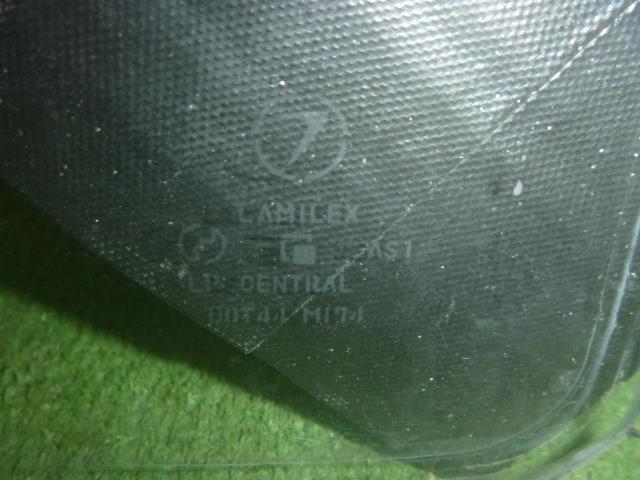 LAMILEX
AS1
CENTRAL
DOT44 M174